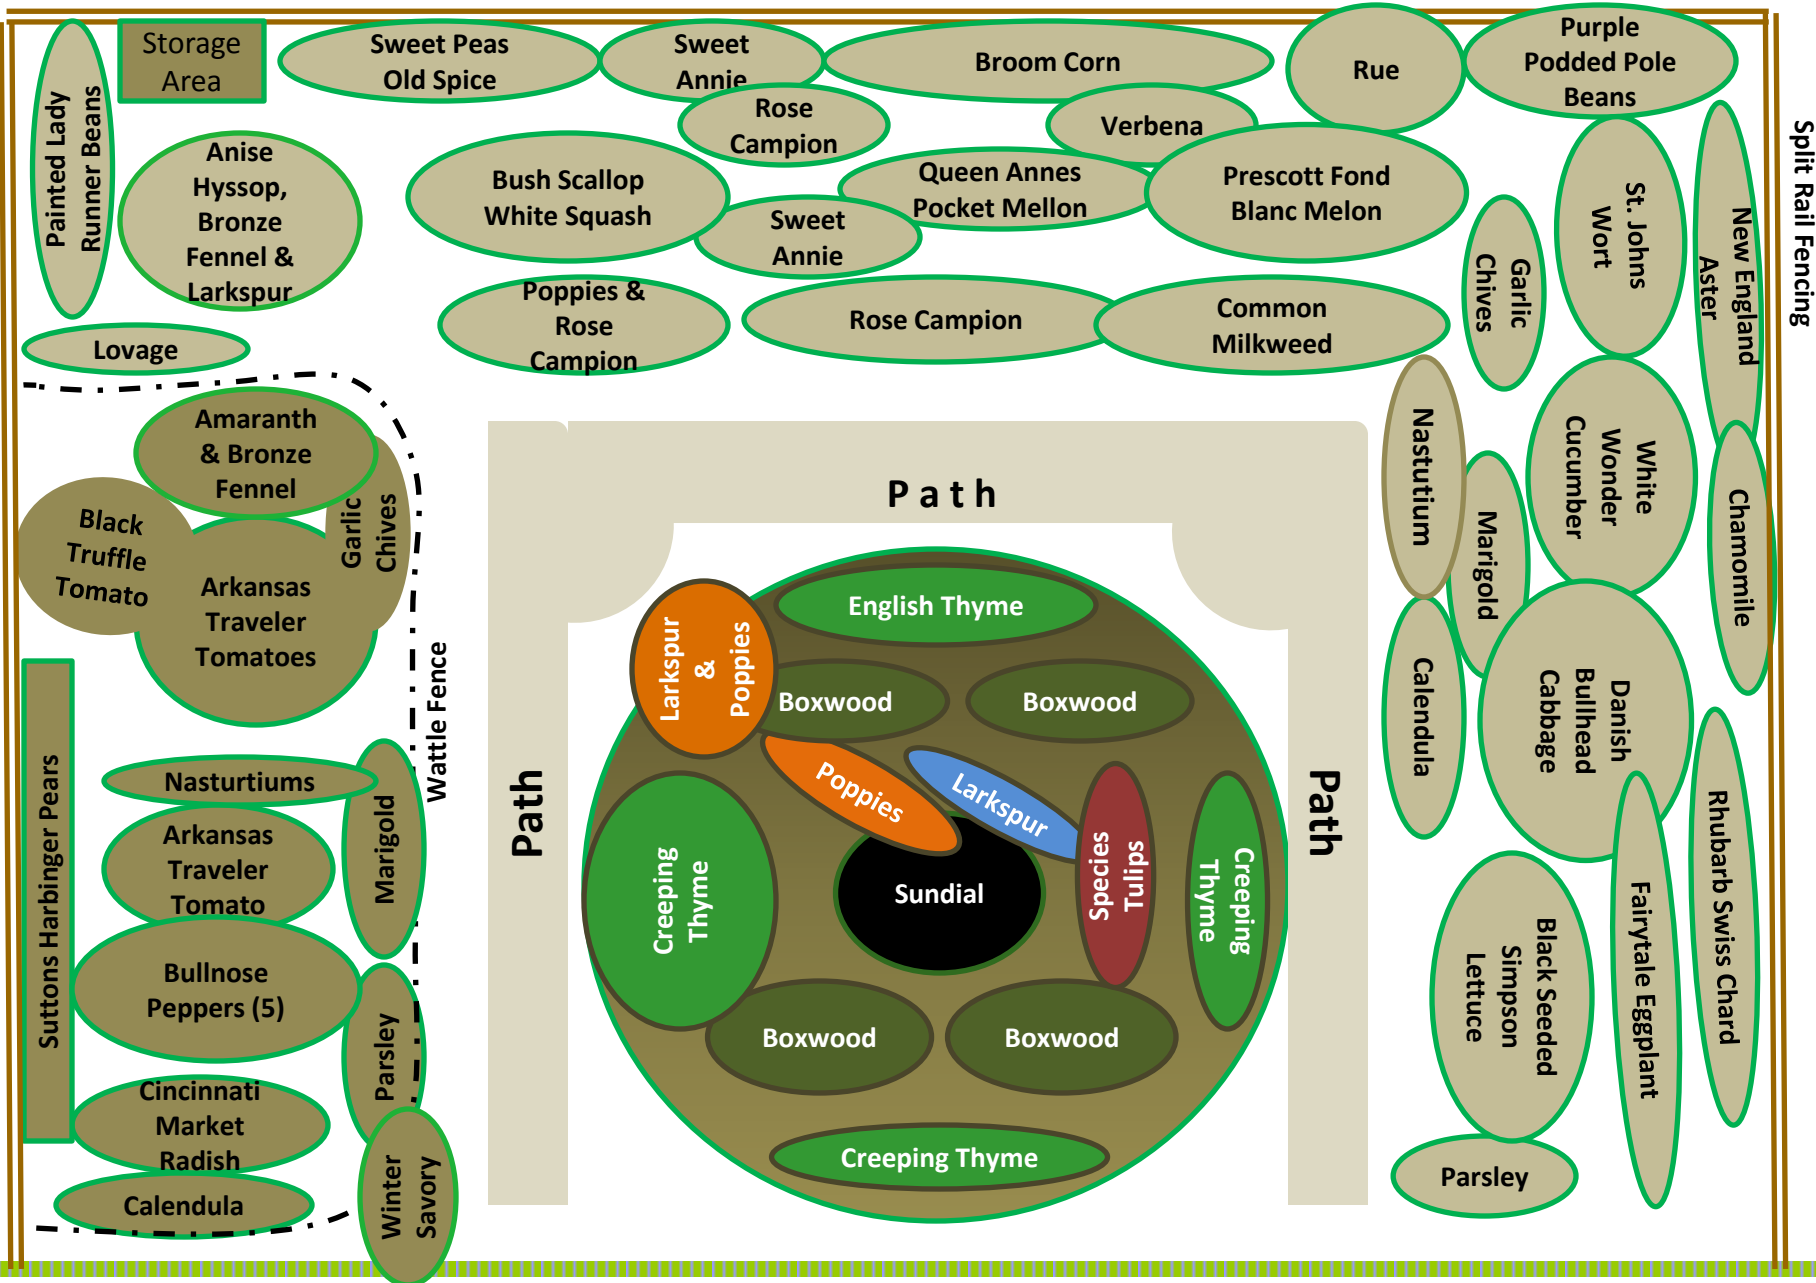 Storage
Area
Sweet Peas
Old Spice
Sweet
Annie
Broom Corn
Rue
Purple
Podded Pole
Beans
Painted Lady
Runner Beans
Rose
Campion
Verbena
Anise
Hyssop,
Bronze
Fennel &
Larkspur
Bush Scallop
White Squash
Queen Annes
Pocket Mellon
Prescott Fond
Blanc Melon
Sweet
Annie
St. Johns
Wort
New England
Aster
Split Rail Fencing
Garlic
Chives
Lovage
Poppies &
Rose
Campion
Rose Campion
Common
Milkweed
Amaranth
& Bronze
Fennel
Garlic
Chives
Black
Truffle
Tomato
Arkansas
Traveler
Tomatoes
Wattle Fence
Path
Path
Path
Nastutium
Marigold
White
Wonder
Cucumber
Chamomile
English Thyme
Larkspur
&
Poppies
Boxwood
Boxwood
Poppies
Larkspur
Species
Tulips
Creeping
Thyme
Creeping
Thyme
Sundial
Boxwood
Boxwood
Creeping Thyme
Calendula
Danish
Bullhead
Cabbage
Suttons Harbinger Pears
Nasturtiums
Marigold
Arkansas
Traveler
Tomato
Bullnose
Peppers (5)
Parsley
Cincinnati
Market
Radish
Calendula
Winter
Savory
Rhubarb Swiss Chard
Fairytale Eggplant
Black Seeded
Simpson
Lettuce
Parsley